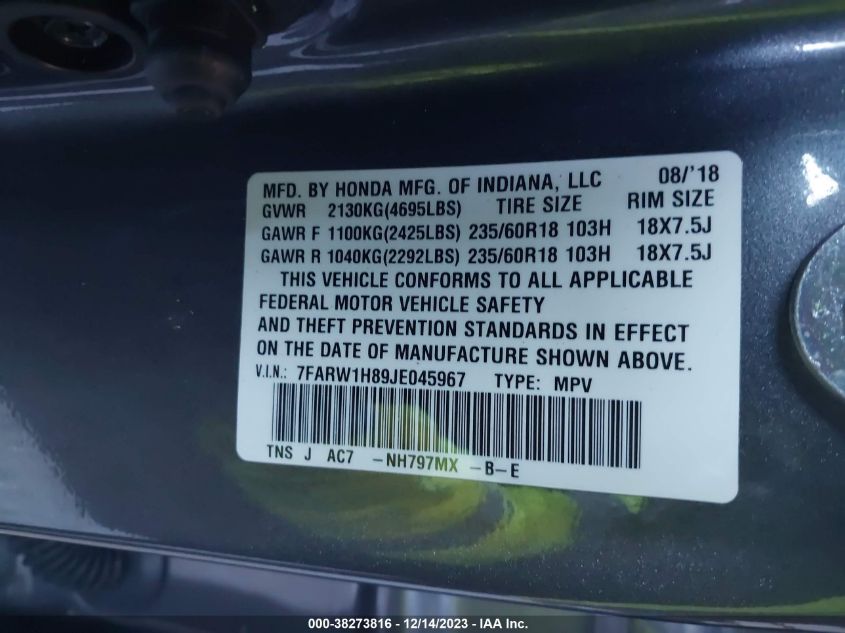 MFD. BY HONDA MFG. OF INDIANA, LLC 08/'18
GVWR 2130KG(4695LBS) TIRE SIZE RIM SIZE
GAWR F 1100KG(2425LBS) 235/60R18 103H 18X7.5J
GAWR R 1040KG(2292LBS) 235/60R18 103H 18X7.5J
THIS VEHICLE CONFORMS TO ALL APPLICABLE
FEDERAL MOTOR VEHICLE SAFETY
AND THEFT PREVENTION STANDARDS IN EFFECT
ON THE DATE OF MANUFACTURE SHOWN ABOVE.
V.I.N.: 7FARW1H89JE045967 TYPE: MPV
TNS J AC7 -NH797MX -B-E
000-38273816 - 12/14/2023 - IAA Inc.